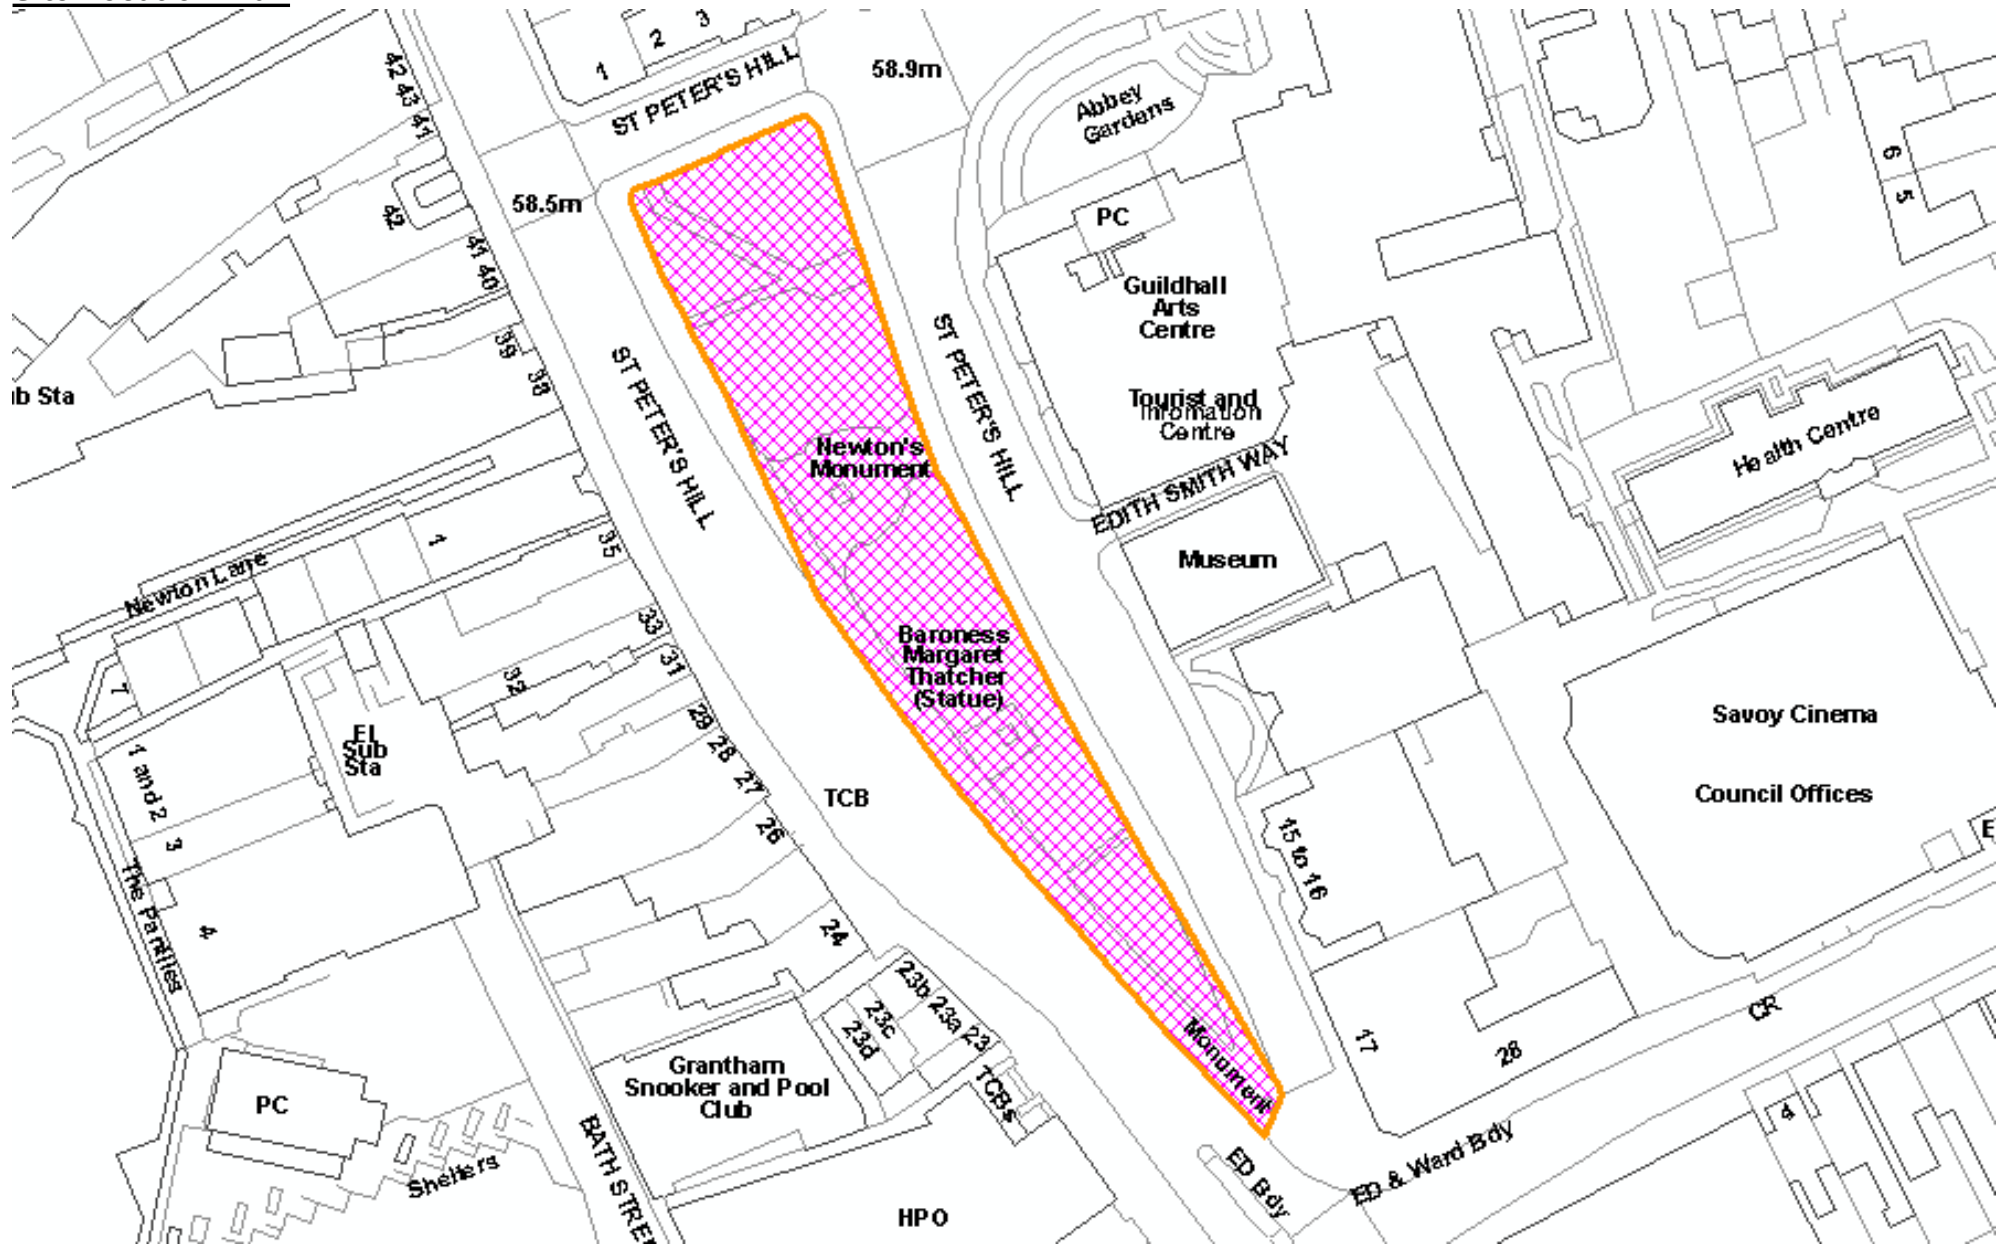 42 43 41
1
2
3
ST PETER'S HILL
58.9m
Abbey
Gardens
6
5
42
58.5m
PC
41 40
Guildhall
Arts
Centre
39
38
ST PETER'S HILL
ST PETER'S HILL
ib Sta
Tourist and
Infromation
Centre
Health Centre
Newton's
Monument
EDITH SMITH WAY
35
1
Newton Lane
Museum
33
31
32
Baroness
Margaret
Thatcher
(Statue)
7
El
Sub
Sta
29
28
27
26
Savoy Cinema
1 and 2
3
TCB
Council Offices
15 to 16
E
The Pantiles
4
24
23b
23a
23
23c
23d
CR
17
28
Monument
Grantham
Snooker and Pool
Club
TCBs
PC
4
BATH STREE
Shelters
ED Bdy
ED & Ward Bdy
HPO